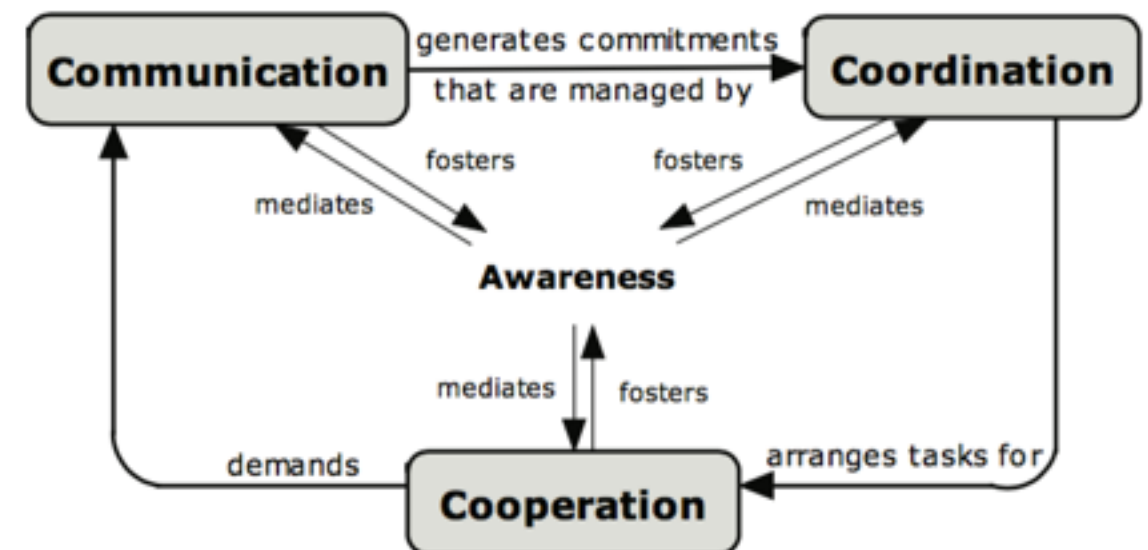 generates commitments
Communication
Coordination
that are managed by
fosters
fosters
mediates
mediates
Awareness
mediates
fosters
demands
arranges tasks for
Cooperation